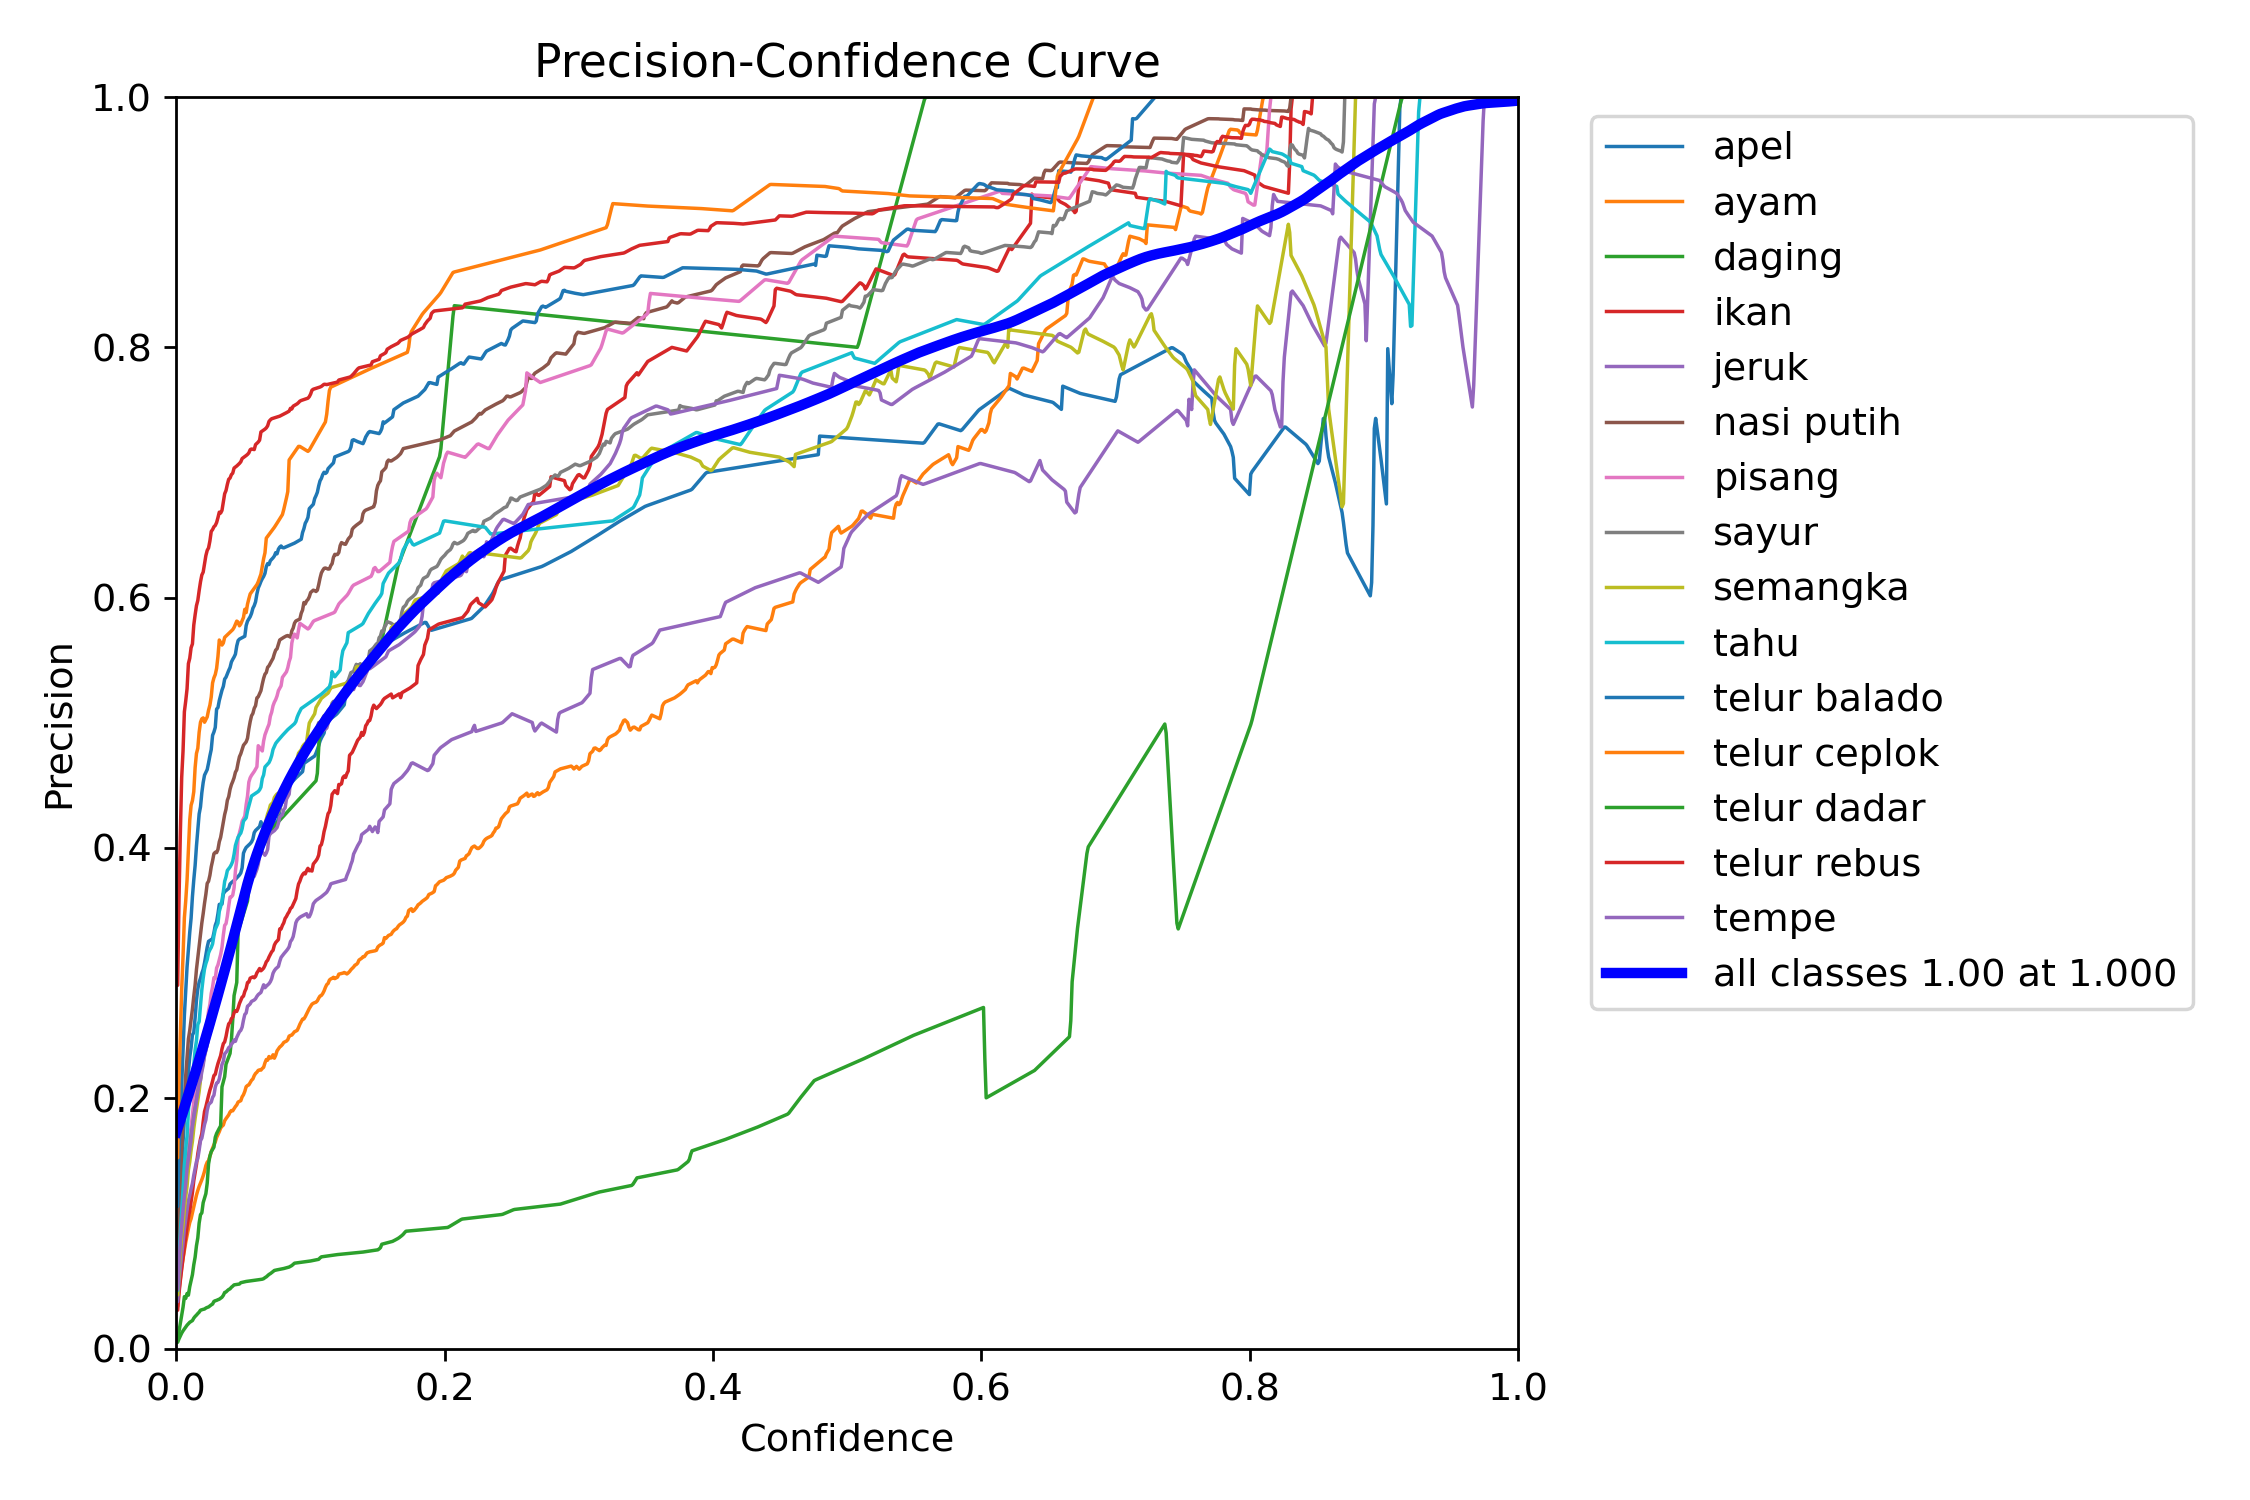 Precision-Confidence Curve
1.0
0.8
0.6
0.4
0.2
0.0
Precision
0.0 0.2 0.4 0.6 0.8 1.0
Confidence
apel
ayam
daging
ikan
jeruk
nasi putih
pisang
sayur
semangka
tahu
telur balado
telur ceplok
telur dadar
telur rebus
tempe
all classes 1.00 at 1.000